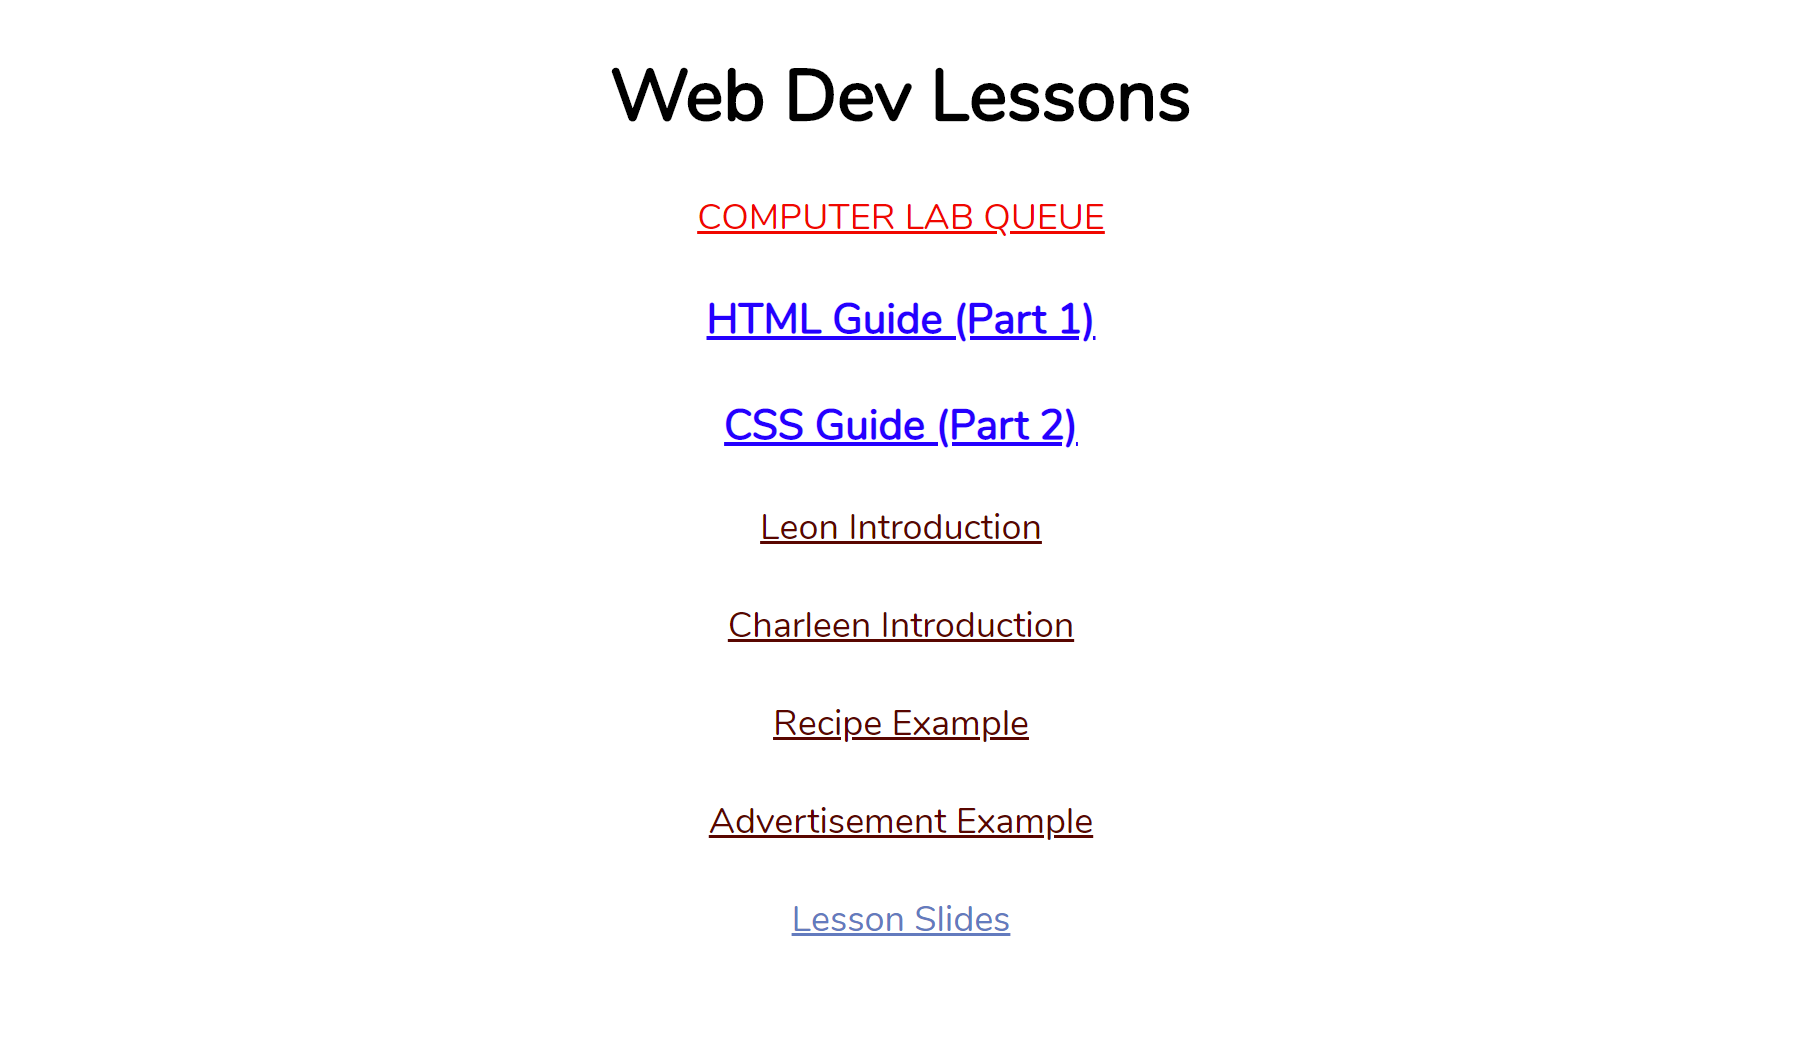 Web Dev Lessons
COMPUTER LAB QUEUE
HTML Guide (Part 1)
CSS Guide (Part 2)
Leon Introduction
Charleen Introduction
Recipe Example
Advertisement Example
Lesson Slides